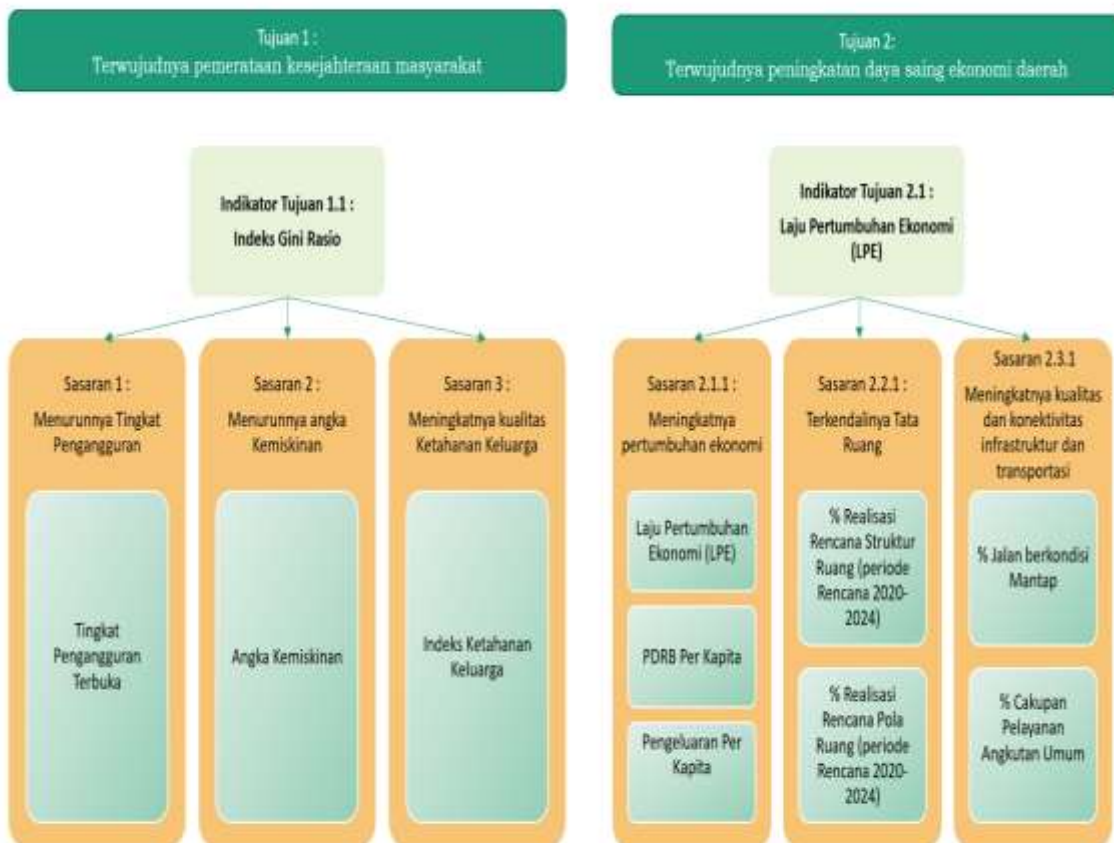 Tujuan 1 :
Terwujudnya pemerataan kesejahteraan masyarakat
Indikator Tujuan 1.1 :
Indeks Gini Rasio
Sasaran 1 :
Menurunnya Tingkat
Pengangguran
Tingkat
Pengangguran
Terbuka
Sasaran 2 :
Menurunnya angka
Kemiskinan
Angka Kemiskinan
Sasaran 3 :
Meningkatnya kualitas
Ketahanan Keluarga
Indeks Ketahanan
Keluarga
Tujuan 2:
Terwujudnya peningkatan daya saing ekonomi daerah
Indikator Tujuan 2.1 :
Laju Pertumbuhan Ekonomi
(LPE)
Sasaran 2.1.1 :
Meningkatnya
pertumbuhan ekonomi
Laju Pertumbuhan
Ekonomi (LPE)
PDRB Per Kapita
Pengeluaran Per
Kapita
Sasaran 2.2.1 :
Terkendalinya Tata
Ruang
% Realisasi
Rencana Struktur
Ruang (periode
Rencana 2020-
2024)
% Realisasi
Rencana Pola
Ruang (periode
Rencana 2020-
2024)
Sasaran 2.3.1
Meningkatnya kualitas
dan konektivitas
infrastruktur dan
transportasi
% Jalan berkondisi
Mantap
% Cakupan
Pelayanan
Angkutan Umum